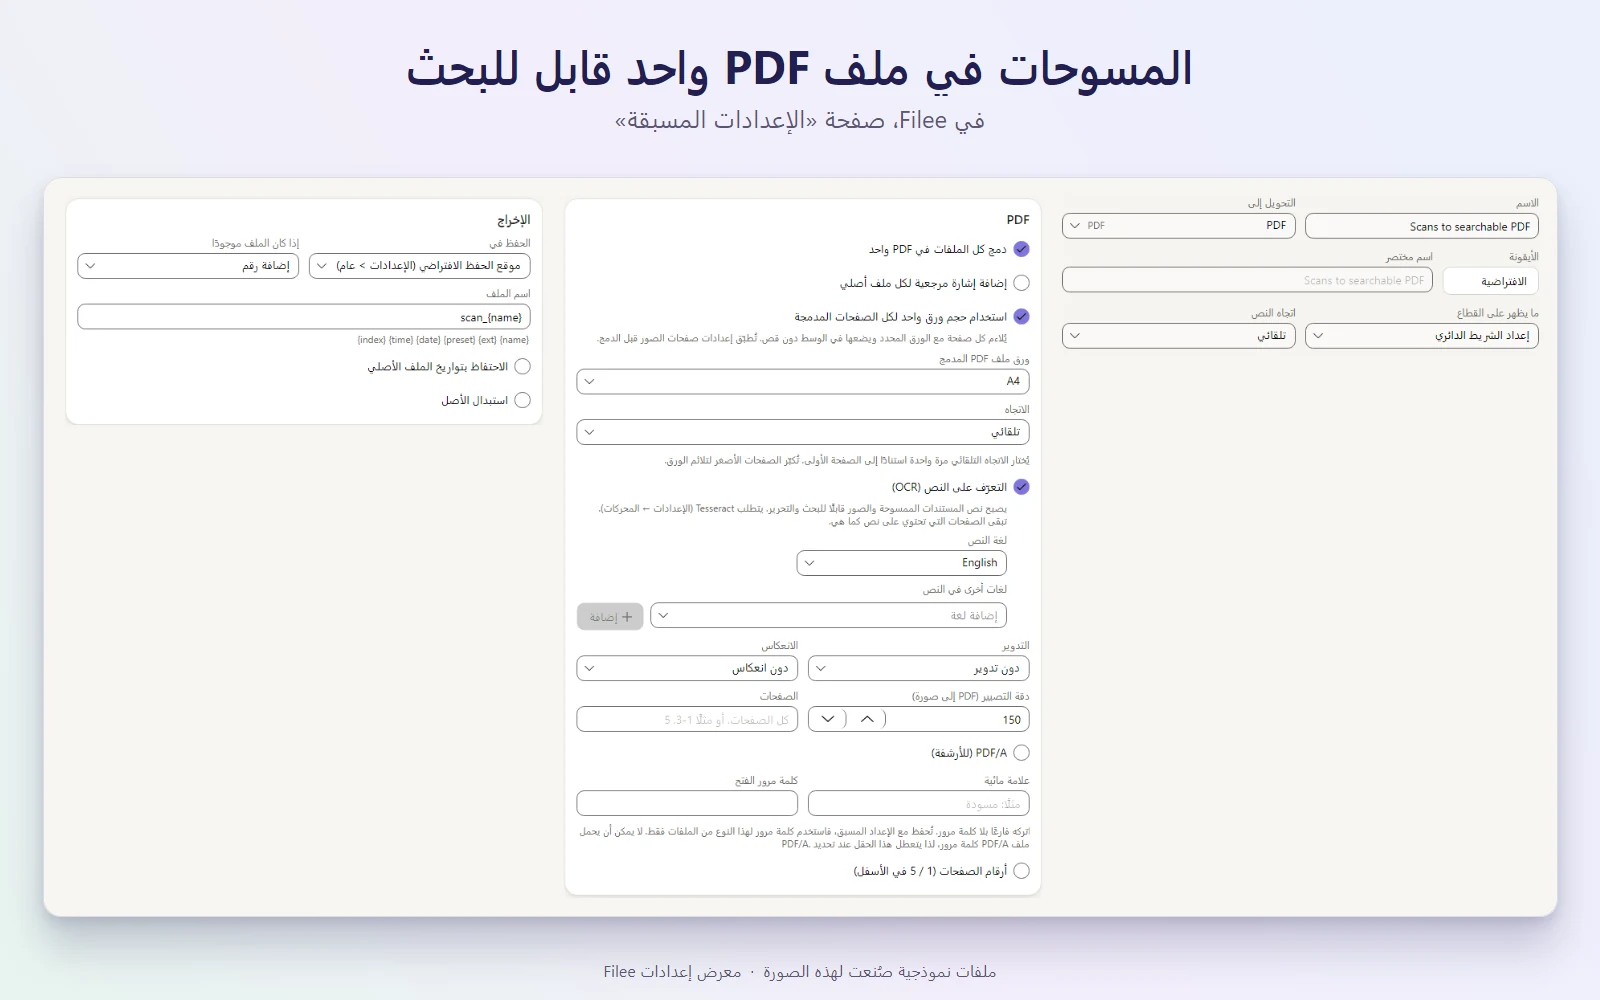 المسوحات في ملف PDF واحد قابل للبحث
في Filee، صفحة «الإعدادات المسبقة»
الاسم
التحويل إلى
Scans to searchable PDF
PDF
PDF
الأيقونة
اسم مختصر
الافتراضية
Scans to searchable PDF
ما يظهر على القطاع
اتجاه النص
إعداد الشريط الدائري
تلقائي
PDF
دمج كل الملفات في PDF واحد
إضافة إشارة مرجعية لكل ملف أصلي
استخدام حجم ورق واحد لكل الصفحات المدمجة
يُلاءم كل صفحة مع الورق المحدد ويضعها في الوسط دون قص. تُطبّق إعدادات صفحات الصور قبل الدمج.
ورق ملف PDF المدمج
A4
الاتجاه
تلقائي
يُختار الاتجاه التلقائي مرة واحدة استنادًا إلى الصفحة الأولى. تُكبّر الصفحات الأصغر لتلائم الورق.
التعرّف على النص (OCR)
يصبح نص المستندات الممسوحة والصور قابلًا للبحث والتحرير. يتطلب Tesseract (الإعدادات ← المحركات).
تبقى الصفحات التي تحتوي على نص كما هي.
لغة النص
English
لغات أخرى في النص
إضافة لغة
إضافة
التدوير
الانعكاس
دون تدوير
دون انعكاس
دقة التصيير (PDF إلى صورة)
الصفحات
150
كل الصفحات، أو مثلًا 1-3، 5
PDF/A (للأرشفة)
علامة مائية
كلمة مرور الفتح
مثلًا: مسودة
اتركه فارغًا بلا كلمة مرور. تُحفظ مع الإعداد المسبق، فاستخدم كلمة مرور لهذا النوع من الملفات فقط. لا يمكن أن يحمل
ملف PDF/A كلمة مرور، لذا يتعطل هذا الحقل عند تحديد PDF/A.
أرقام الصفحات (1 / 5 في الأسفل)
الإخراج
الحفظ في
إذا كان الملف موجودًا
موقع الحفظ الافتراضي (الإعدادات > عام)
إضافة رقم
اسم الملف
scan_{name}
{index} {time} {date} {preset} {ext} {name}
الاحتفاظ بتواريخ الملف الأصلي
استبدال الأصل
ملفات نموذجية صُنعت لهذه الصورة · معرض إعدادات Filee